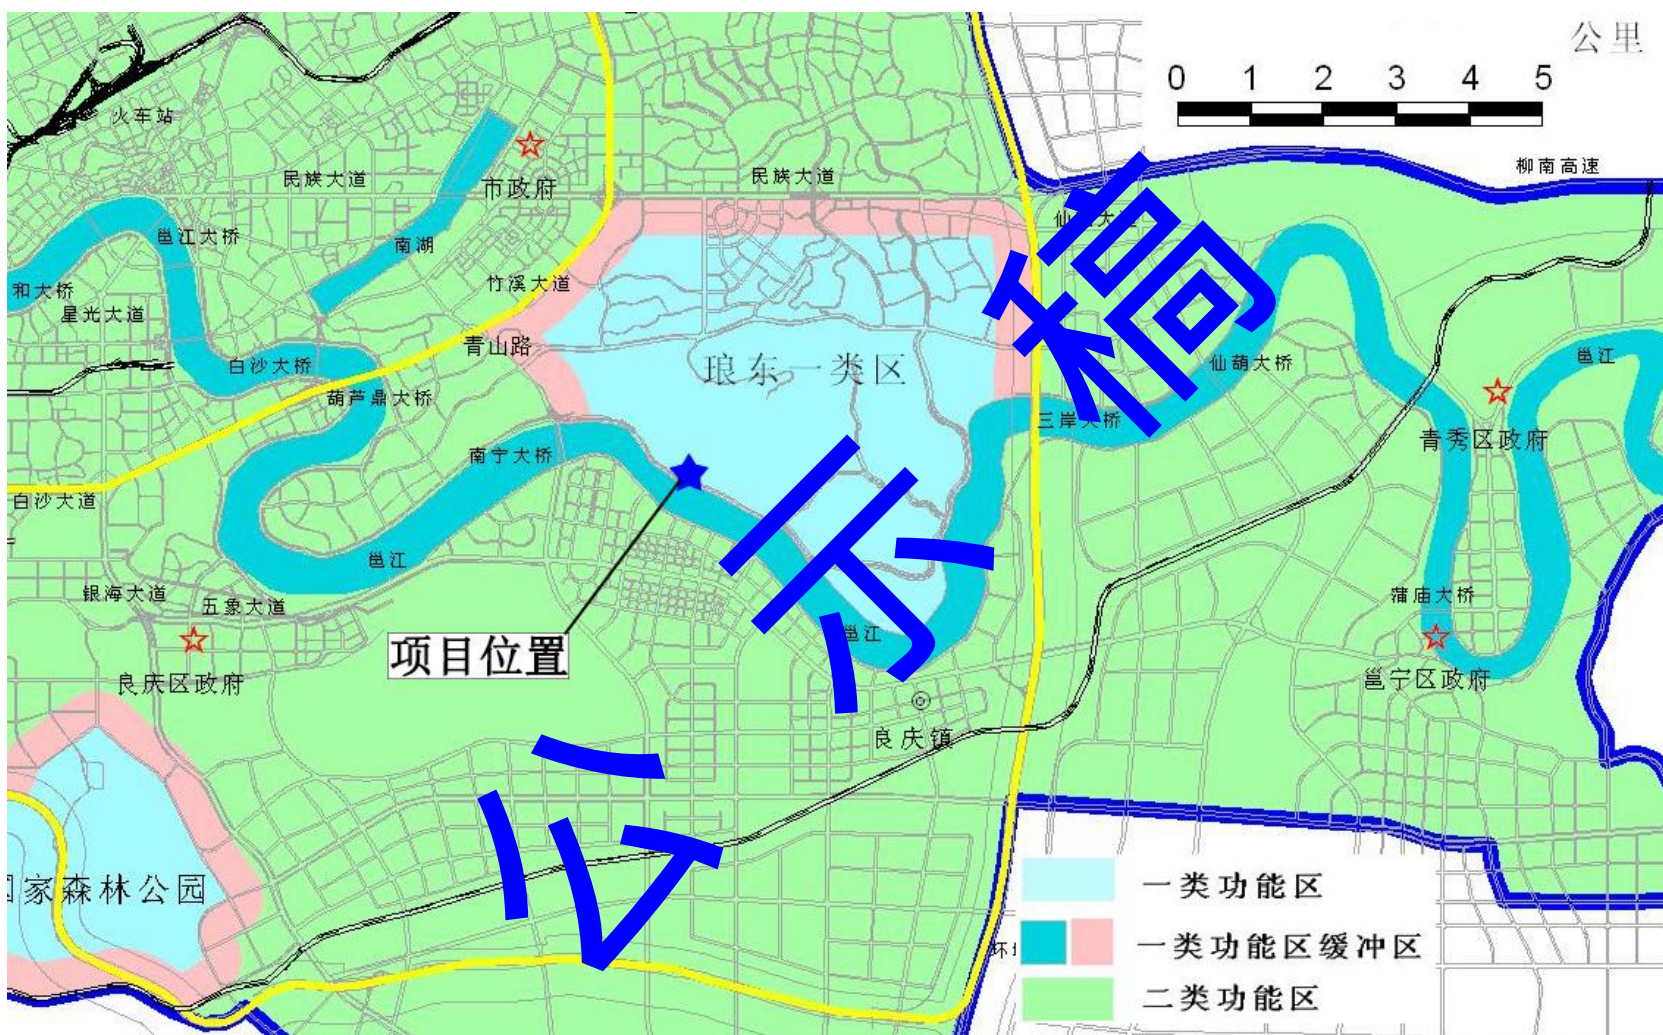 公里
0 1 2 3 4 5
火车站
柳南高速
民族大道
市政府
民族大道
邕江大桥
南湖
竹溪大道
和大桥
星光大道
青山路
白沙大桥
琅东一类区
仙葫大桥
邕江
葫芦鼎大桥
三岸大桥
青秀区政府
南宁大桥
白沙大道
邕江
银海大道
五象大道
蒲庙大桥
邕江
项目位置
良庆区政府
邕宁区政府
良庆镇
家森林公园
一类功能区
一类功能区缓冲区
二类功能区
公示稿